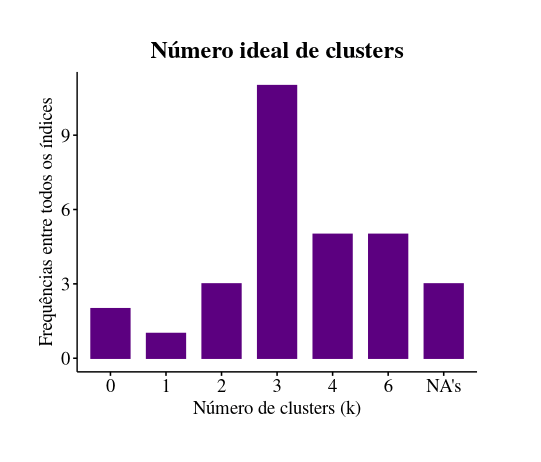 Número ideal de clusters
Frequências entre todos os índices
9
6
3
0
0 1 2 3 4 6 NA's
Número de clusters (k)